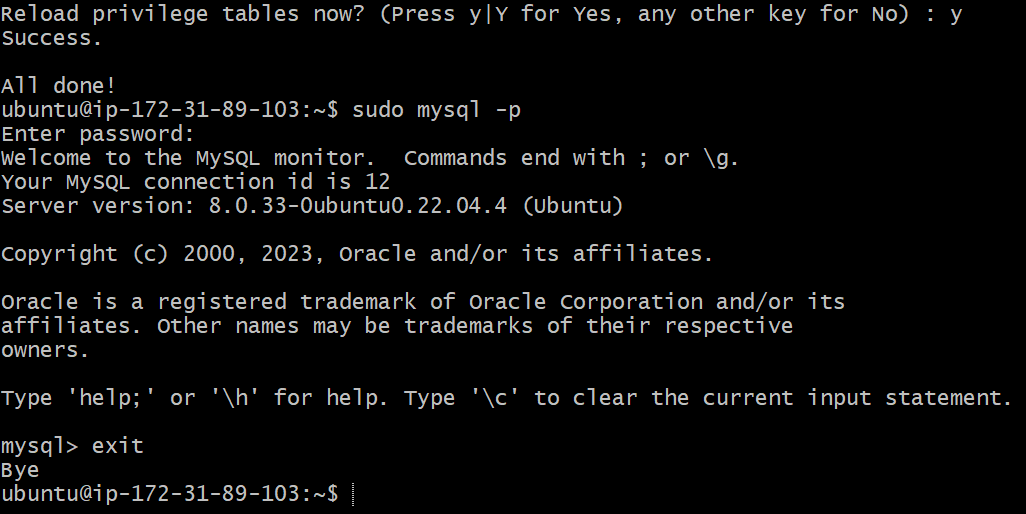 Reload privilege tables now? (Press y|Y for Yes, any other key for No) : y
Success.
All done!
ubuntu@ip-172-31-89-103:~$ sudo mysql -p
Enter password:
Welcome to the MySQL monitor.  Commands end with ; or \g.
Your MySQL connection id is 12
Server version: 8.0.33-0ubuntu0.22.04.4 (Ubuntu)
Copyright (c) 2000, 2023, Oracle and/or its affiliates.
Oracle is a registered trademark of Oracle Corporation and/or its
affiliates. Other names may be trademarks of their respective
owners.
Type 'help;' or '\h' for help. Type '\c' to clear the current input statement.
mysql> exit
Bye
ubuntu@ip-172-31-89-103:~$